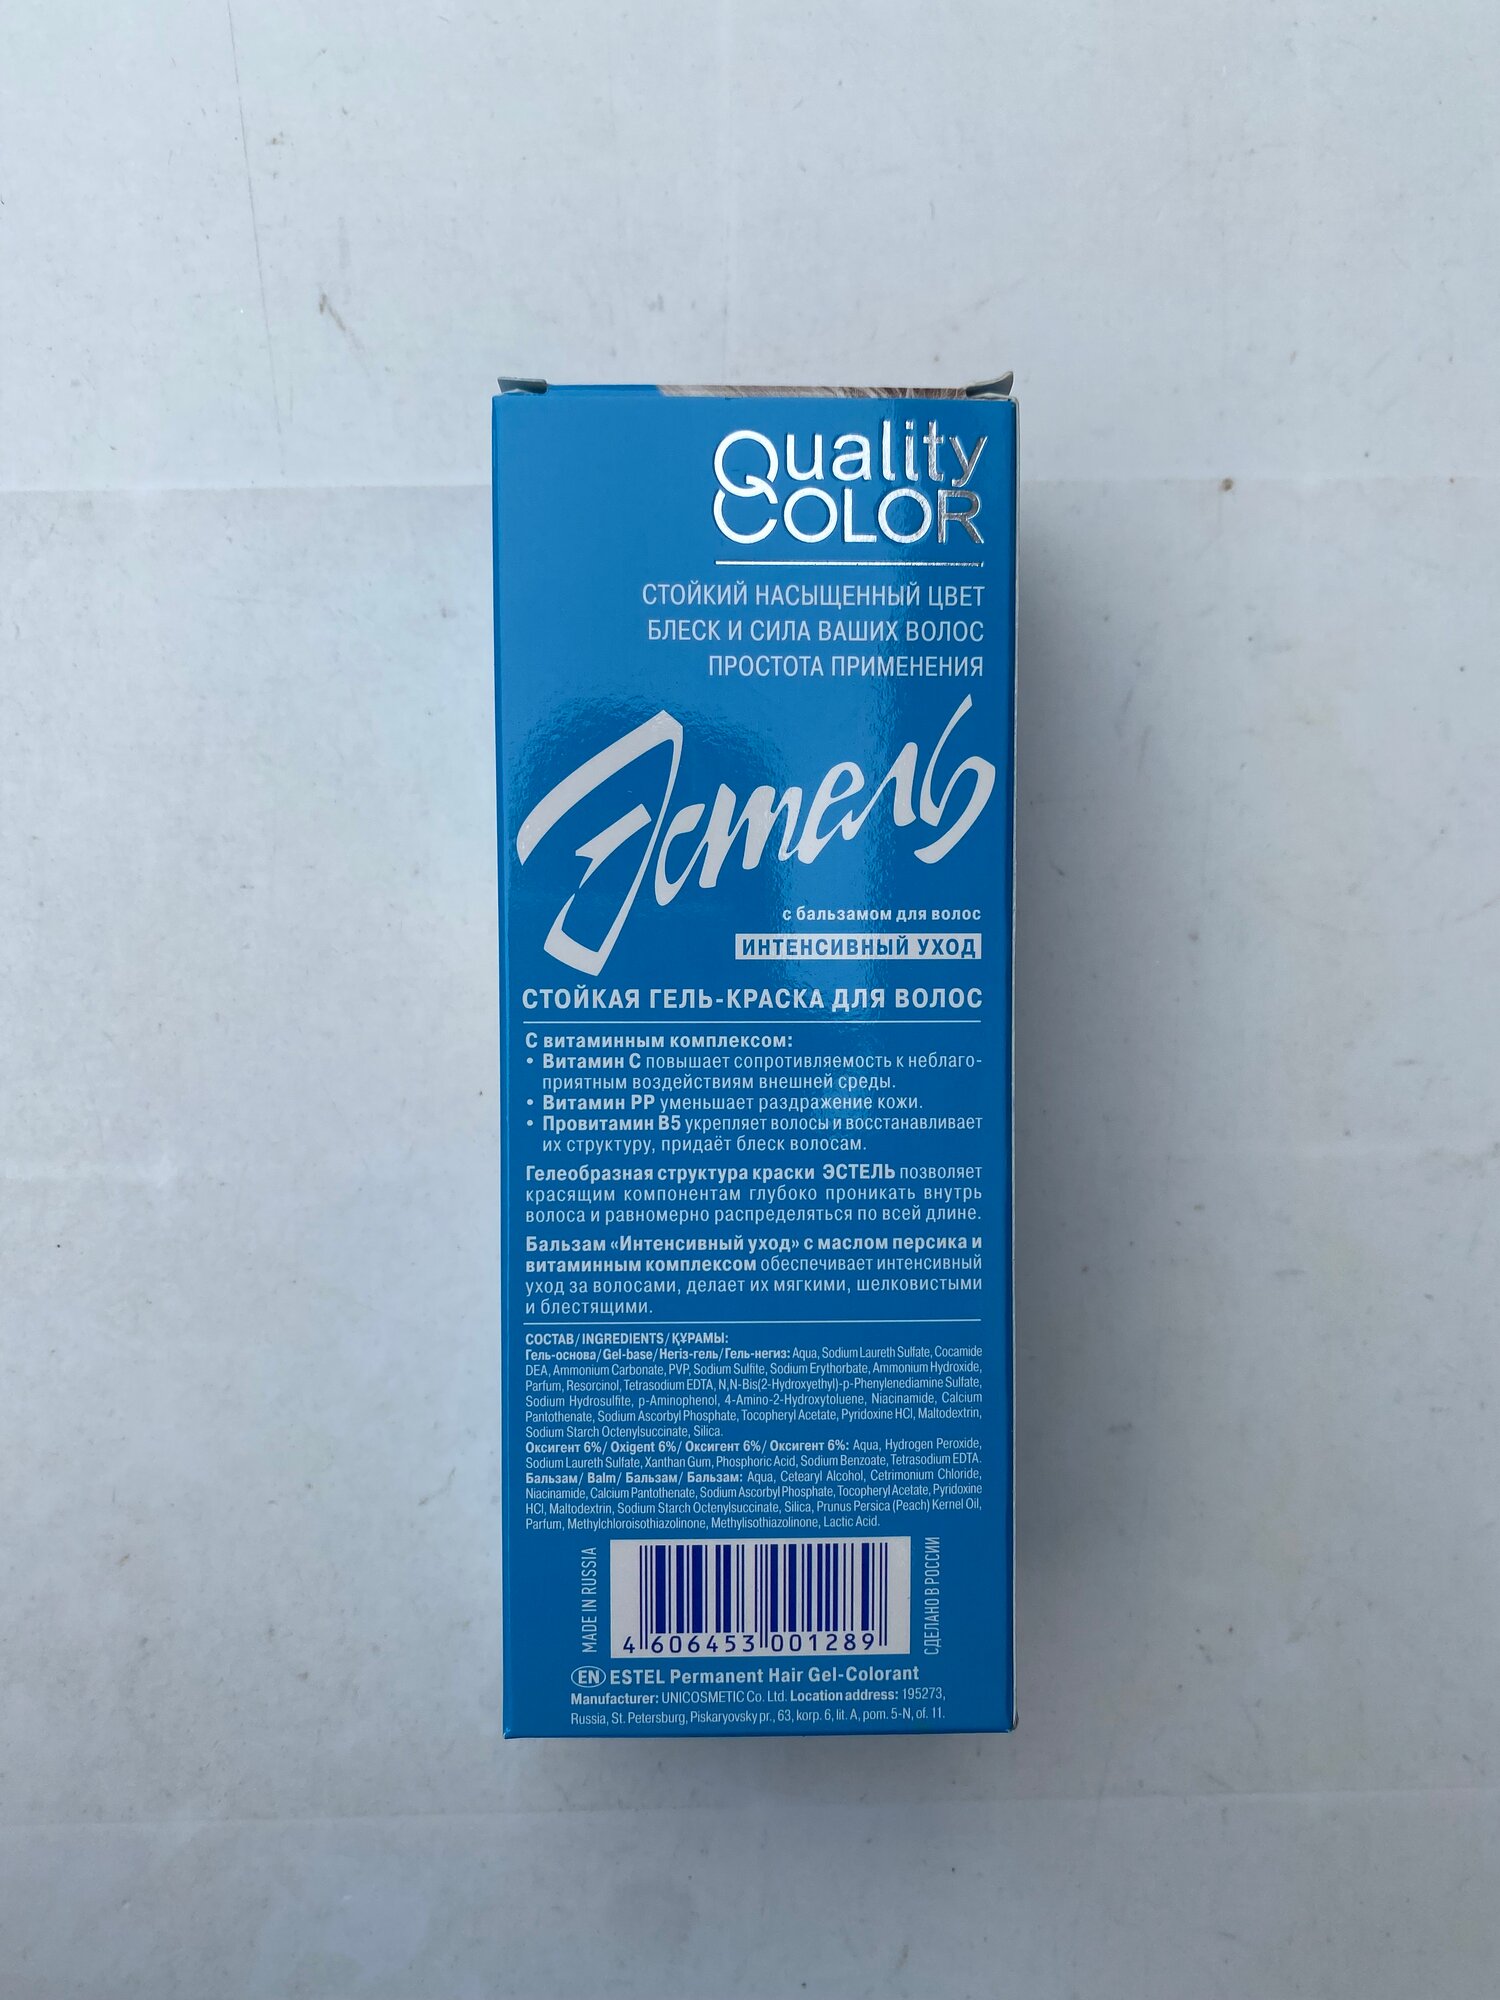 Quality
COLOR
СТОЙКИЙ НАСЫЩЕННЫЙ ЦВЕТ
БЛЕСК И СИЛА ВАШИХ ВОЛОС
ПРОСТОТА ПРИМЕНЕНИЯ
Эстель
с бальзамом для волос
ИНТЕНСИВНЫЙ УХОД
СТОЙКАЯ ГЕЛЬ-КРАСКА ДЛЯ ВОЛОС
С витаминным комплексом:
• Витамин С повышает сопротивляемость к неблаго-
приятным воздействиям внешней среды.
• Витамин РР уменьшает раздражение кожи.
• Провитамин В5 укрепляет волосы и восстанавливает
их структуру, придаёт блеск волосам.
Гелеобразная структура краски ЭСТЕЛЬ позволяет
красящим компонентам глубоко проникать внутрь
волоса и равномерно распределяться по всей длине.
Бальзам «Интенсивный уход» с маслом персика и
витаминным комплексом обеспечивает интенсивный
уход за волосами, делает их мягкими, шелковистыми
и блестящими.
СОСТАВ/INGREDIENTS/ҚҰРАМЫ:
Гель-основа/Gel-base/Негіз-гель/Гель-негиз: Aqua, Sodium Laureth Sulfate, Cocamide
DEA, Ammonium Carbonate, PVP, Sodium Sulfite, Sodium Erythorbate, Ammonium Hydroxide,
Parfum, Resorcinol, Tetrasodium EDTA, N,N-Bis(2-Hydroxyethyl)-p-Phenylenediamine Sulfate,
Sodium Hydrosulfite, p-Aminophenol, 4-Amino-2-Hydroxytoluene, Niacinamide, Calcium
Pantothenate, Sodium Ascorbyl Phosphate, Tocopheryl Acetate, Pyridoxine HCl, Maltodextrin,
Sodium Starch Octenylsuccinate, Silica.
Оксигент 6%/ Oxigent 6%/ Оксигент 6%/ Оксигент 6%: Aqua, Hydrogen Peroxide,
Sodium Laureth Sulfate, Xanthan Gum, Phosphoric Acid, Sodium Benzoate, Tetrasodium EDTA.
Бальзам/ Balm/ Бальзам/ Бальзам: Aqua, Cetearyl Alcohol, Cetrimonium Chloride,
Niacinamide, Calcium Pantothenate, Sodium Ascorbyl Phosphate, Tocopheryl Acetate, Pyridoxine
HCl, Maltodextrin, Sodium Starch Octenylsuccinate, Silica, Prunus Persica (Peach) Kernel Oil,
Parfum, Methylchloroisothiazolinone, Methylisothiazolinone, Lactic Acid.
MADE IN RUSSIA
4 606453 001289
СДЕЛАНО В РОССИИ
EN ESTEL Permanent Hair Gel-Colorant
Manufacturer: UNICOSMETIC Co. Ltd. Location address: 195273,
Russia, St. Petersburg, Piskaryovsky pr., 63, korp. 6, lit. A, pom. 5-N, of. 11.